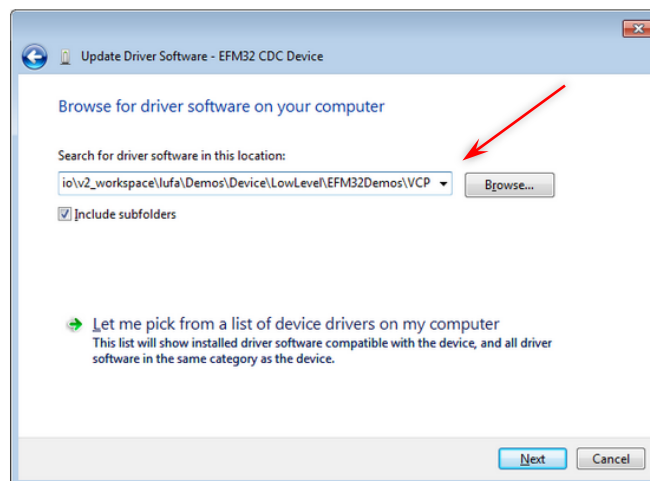 Update Driver Software - EFM32 CDC Device
Browse for driver software on your computer
Search for driver software in this location:
io\v2_workspace\lufa\Demos\Device\LowLevel\EFM32Demos\VCP
Browse...
Include subfolders
Let me pick from a list of device drivers on my computer
This list will show installed driver software compatible with the device, and all driver
software in the same category as the device.
Next
Cancel